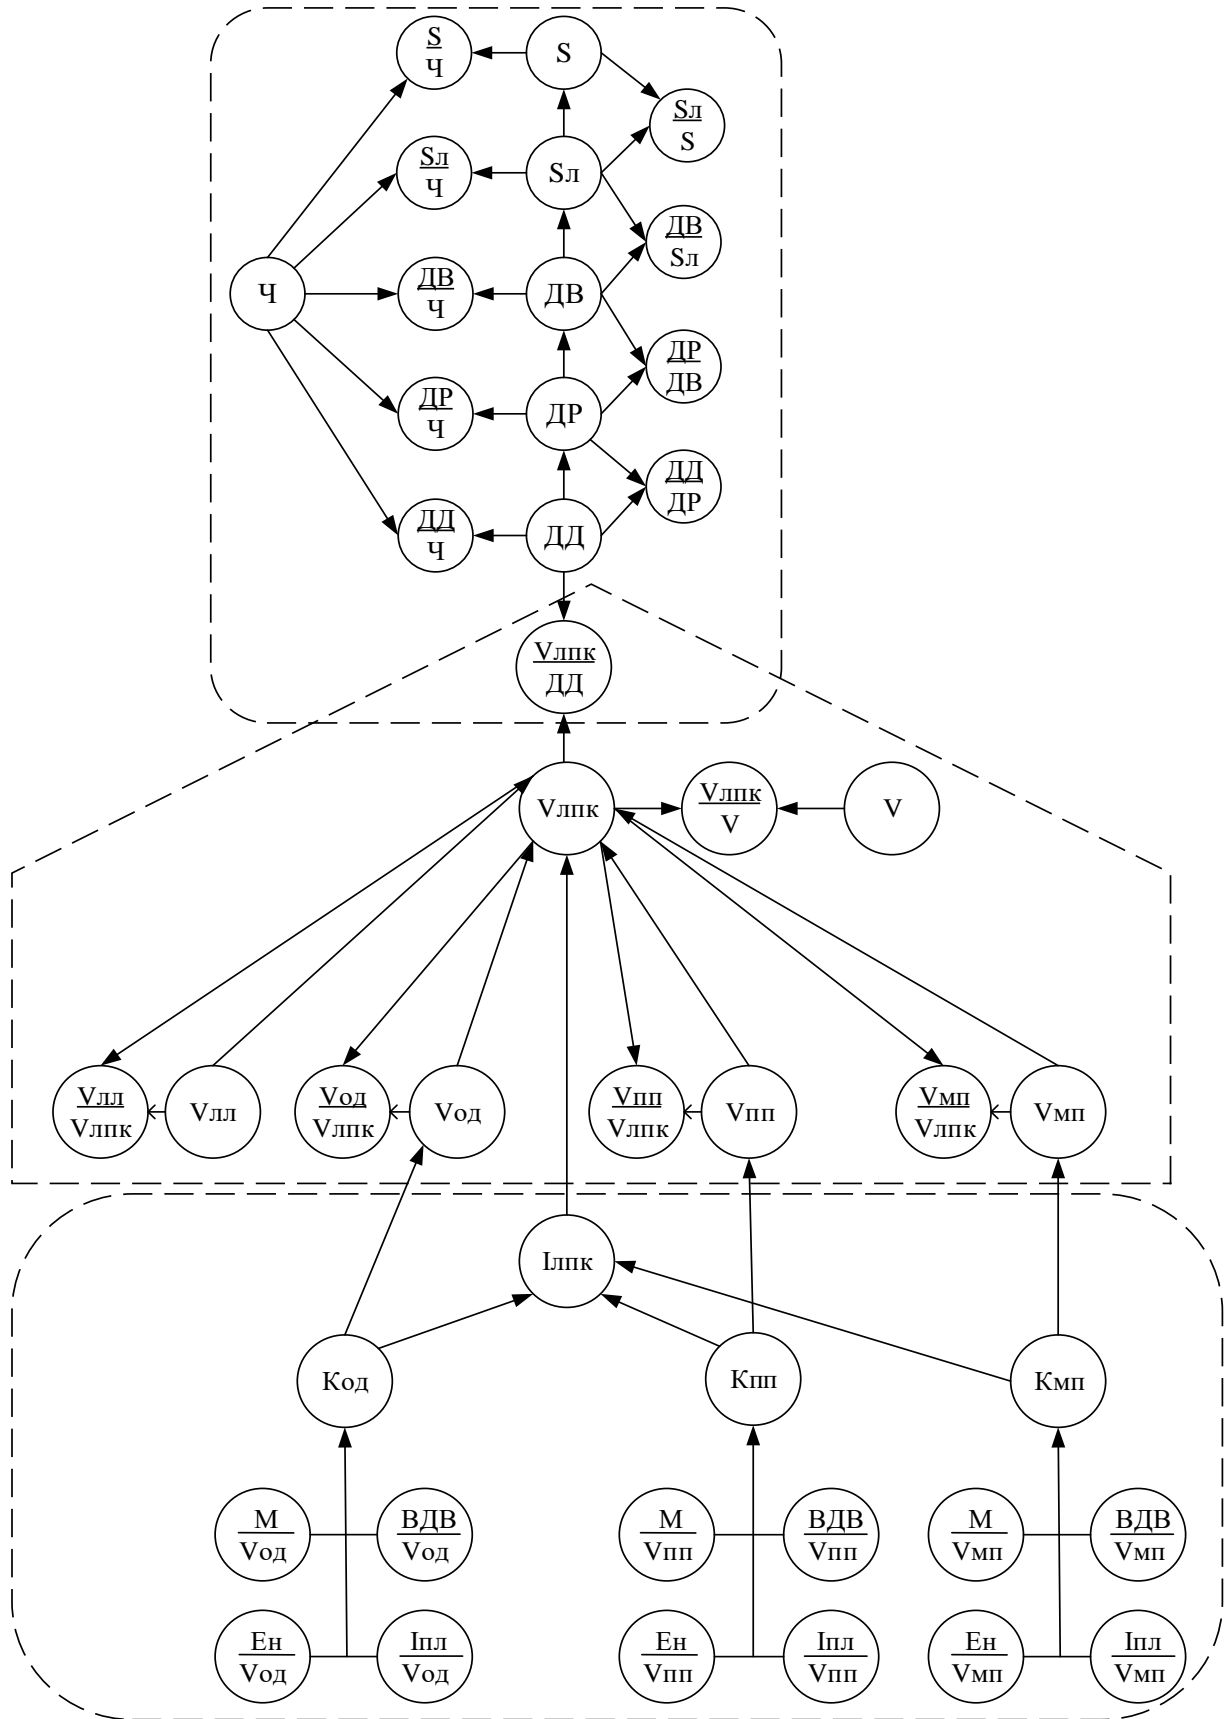 S
Ч
S
Sл
S
Sл
Ч
Sл
ДВ
Sл
Ч
ДВ
Ч
ДВ
ДР
ДВ
ДР
Ч
ДР
ДД
ДР
ДД
Ч
ДД
Vлпк
ДД
Vлпк
Vлпк
V
V
Vлл
Vлпк
Vлл
Vод
Vлпк
Vод
Vпп
Vлпк
Vпп
Vмп
Vлпк
Vмп
Iлпк
Код
Кпп
Кмп
М
Vод
ВДВ
Vод
М
Vпп
ВДВ
Vпп
М
Vмп
ВДВ
Vмп
Ен
Vод
Iпл
Vод
Ен
Vпп
Iпл
Vпп
Ен
Vмп
Iпл
Vмп